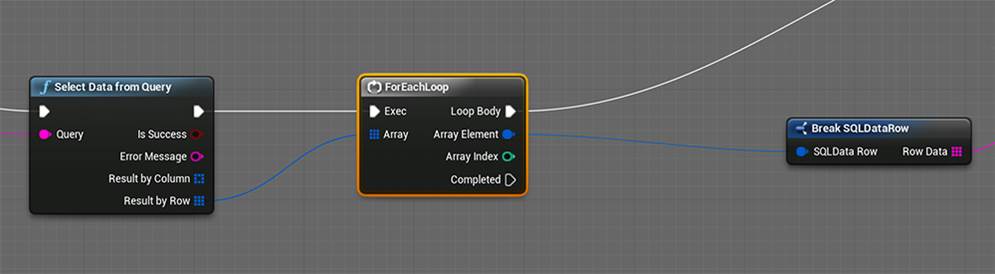 Select Data from Query
Query
Is Success
Error Message
Result by Column
Result by Row
ForEachLoop
Exec
Loop Body
Array
Array Element
Array Index
Completed
Break SQLDataRow
SQLData Row
Row Data